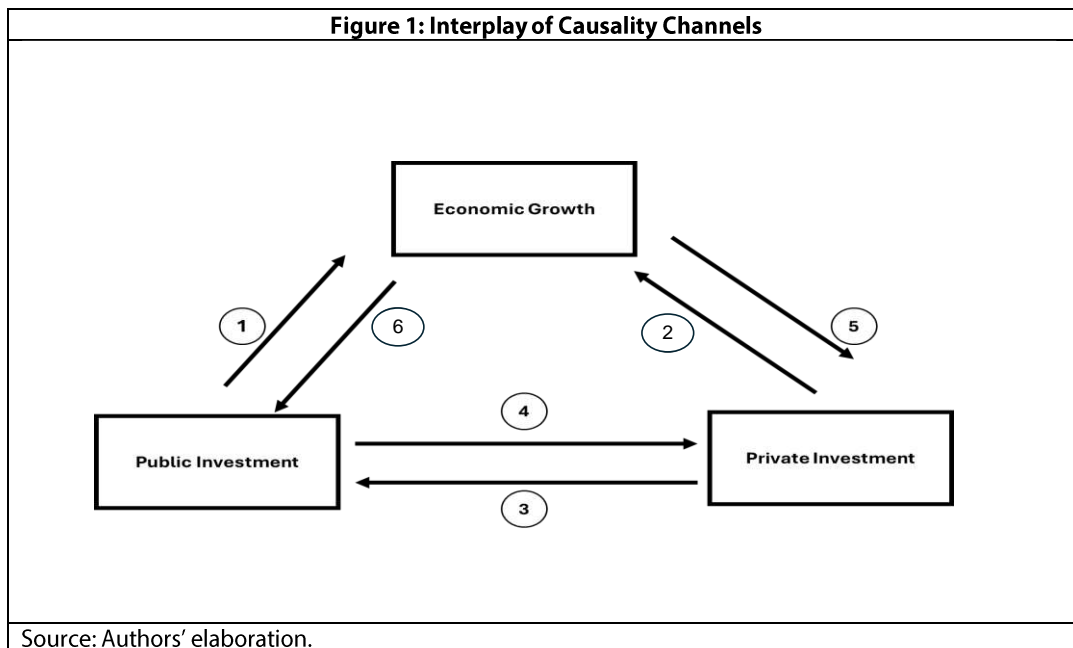 Figure 1: Interplay of Causality Channels
Economic Growth
1
6
2
5
4
Public Investment
Private Investment
3
Source: Authors' elaboration.